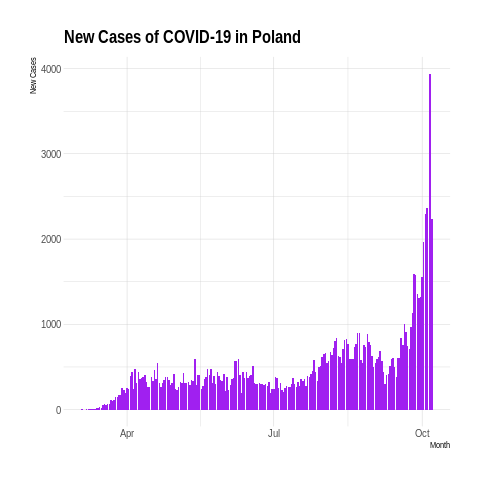 New Cases of COVID-19 in Poland
New Cases
4000
3000
2000
1000
0
Apr
Jul
Oct
Month